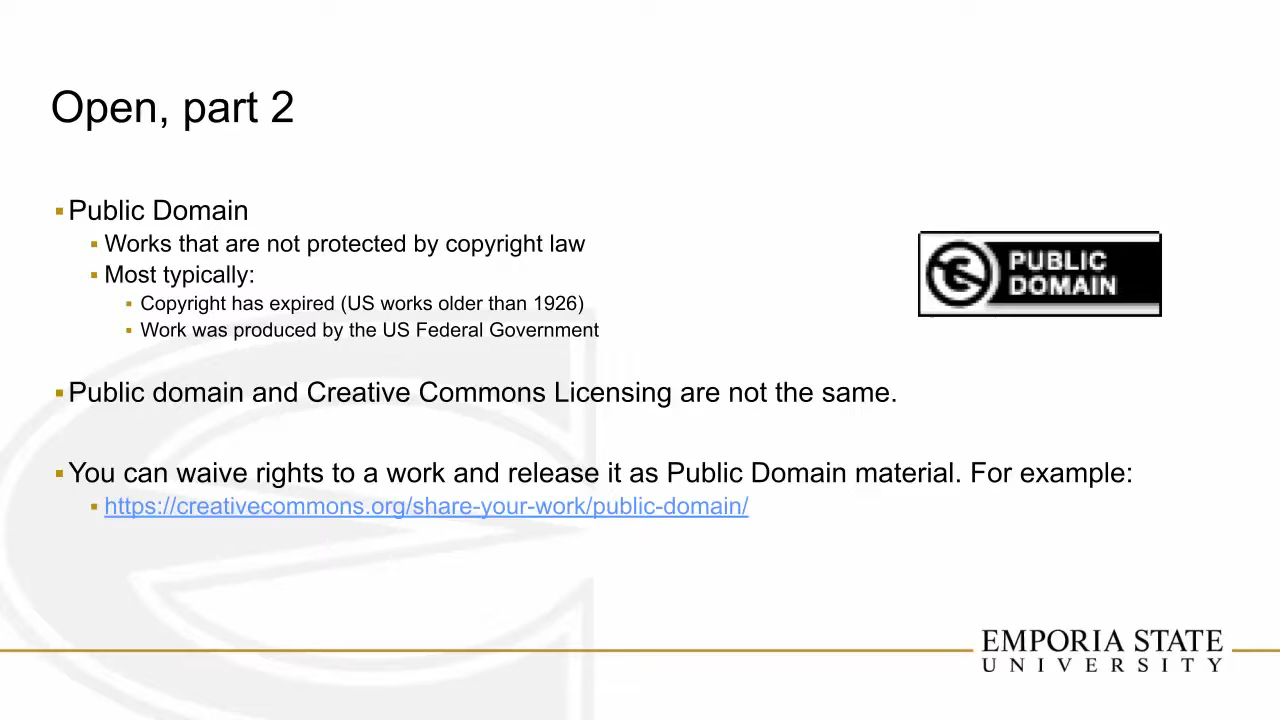 Open, part 2
Public Domain
Works that are not protected by copyright law
Most typically:
Copyright has expired (US works older than 1926)
Work was produced by the US Federal Government
PUBLIC
DOMAIN
Public domain and Creative Commons Licensing are not the same.
You can waive rights to a work and release it as Public Domain material. For example:
https://creativecommons.org/share-your-work/public-domain/
EMPORIA STATE
UNIVERSITY